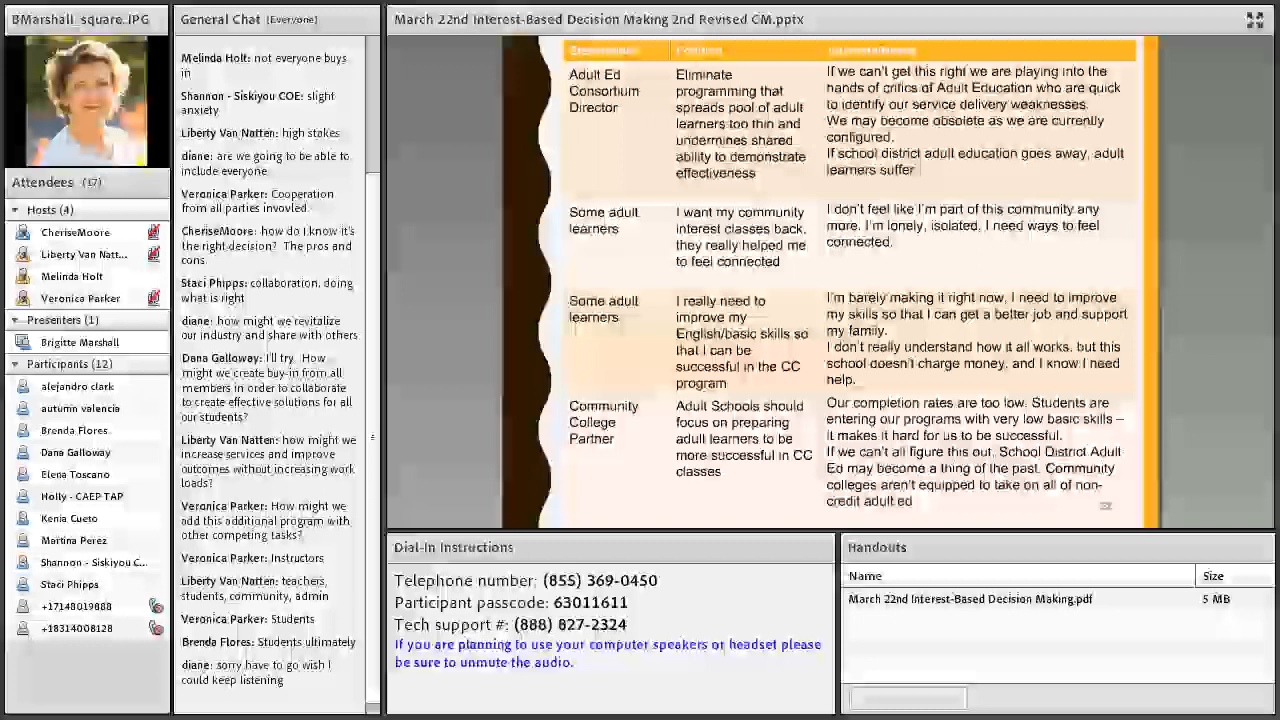 BMarshall_square.JPG
Attendees (17)
Hosts (4)
CheriseMoore
Liberty Van Natt...
Melinda Holt
Veronica Parker
Presenters (1)
Brigitte Marshall
Participants (12)
alejandro clark
autumn valencia
Brenda Flores
Dana Galloway
Elena Toscano
Holly - CAEP TAP
Kenia Cueto
Martina Perez
Shannon - Siskiyou C...
Staci Phipps
+17148019888
+18314008128
General Chat (Everyone)
Melinda Holt: not everyone buys
in
Shannon - Siskiyou COE: slight
anxiety
Liberty Van Natten: high stakes
diane: are we going to be able to
include everyone
Veronica Parker: Cooperation
from all parties invovled.
CheriseMoore: how do I know it's
the right decision? The pros and
cons.
Staci Phipps: collaboration, doing
what is right
diane: how might we revitalize
our industry and share with others
Dana Galloway: I'll try. How
might we create buy-in from all
members in order to collaborate
to create effective solutions for all
our students?
Liberty Van Natten: how might we
increase services and improve
outcomes without increasing work
loads?
Veronica Parker: How might we
add this additional program with
other competing tasks?
Veronica Parker: Instructors
Liberty Van Natten: teachers,
students, community, admin
Veronica Parker: Students
Brenda Flores: Students ultimately
diane: sorry have to go wish I
could keep listening
March 22nd Interest-Based Decision Making 2nd Revised CM.pptx
Position
Adult Ed
Consortium
Director
Eliminate
programming that
spreads pool of adult
learners too thin and
undermines shared
ability to demonstrate
effectiveness
If we can't get this right we are playing into the
hands of critics of Adult Education who are quick
to identify our service delivery weaknesses.
We may become obsolete as we are currently
configured.
If school district adult education goes away, adult
learners suffer
Some adult
learners
I want my community
interest classes back,
they really helped me
to feel connected
I don't feel like I'm part of this community any
more. I'm lonely, isolated, I need ways to feel
connected.
Some adult
learners
I really need to
improve my
English/basic skills so
that I can be
successful in the CC
program
I'm barely making it right now, I need to improve
my skills so that I can get a better job and support
my family.
I don't really understand how it all works, but this
school doesn't charge money, and I know I need
help.
Community
College
Partner
Adult Schools should
focus on preparing
adult learners to be
more successful in CC
classes
Our completion rates are too low. Students are
entering our programs with very low basic skills –
it makes it hard for us to be successful.
If we can't all figure this out, School District Adult
Ed may become a thing of the past. Community
colleges aren't equipped to take on all of non-
credit adult ed
Dial-In Instructions
Telephone number: (855) 369-0450
Participant passcode: 63011611
Tech support #: (888) 827-2324
If you are planning to use your computer speakers or headset please
be sure to unmute the audio.
Handouts
Name Size
March 22nd Interest-Based Decision Making.pdf 5 MB